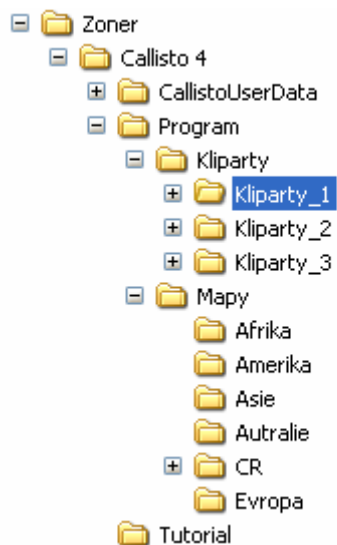 Zoner
Callisto 4
CallistoUserData
Program
Kliparty
Kliparty_1
Kliparty_2
Kliparty_3
Mapy
Afrika
Amerika
Asie
Autralie
CR
Evropa
Tutorial